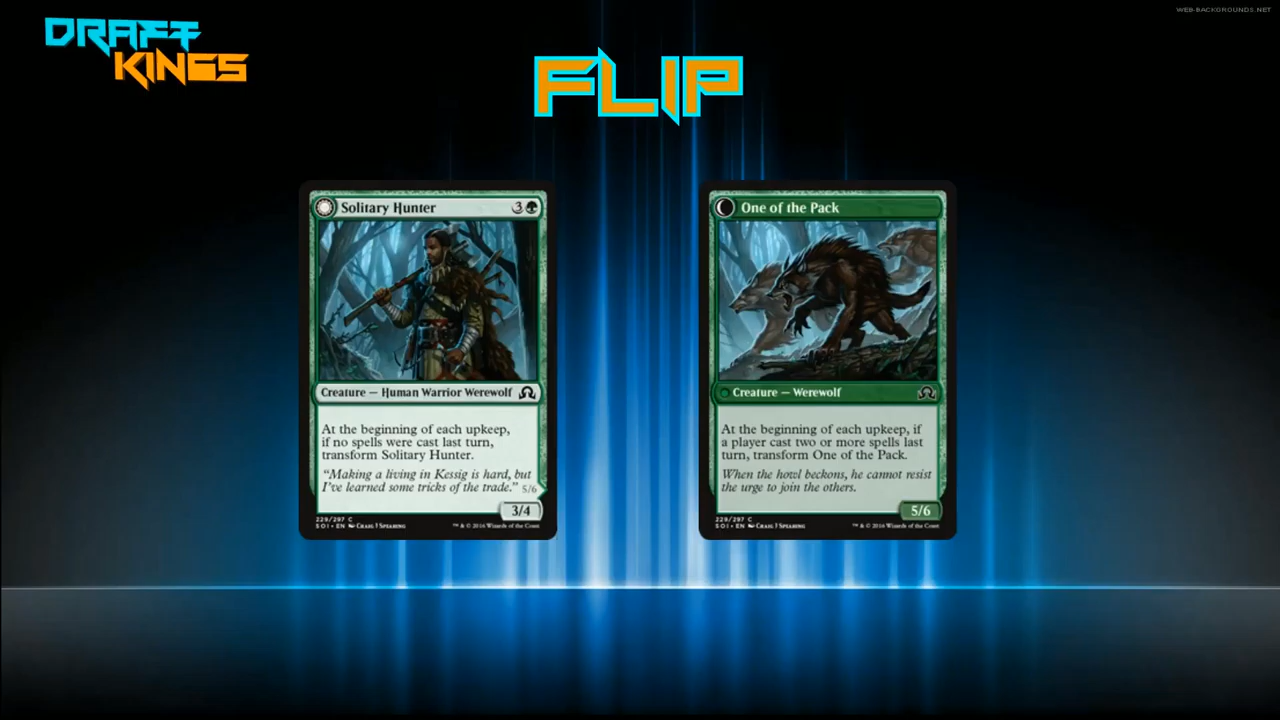 WEB-BACKGROUNDS.NET
DRAFT
KINGS
FLIP
Solitary Hunter 3
Creature — Human Warrior Werewolf
At the beginning of each upkeep,
if no spells were cast last turn,
transform Solitary Hunter.
“Making a living in Kessig is hard, but
I’ve learned some tricks of the trade.” 5/6
3/4
229/297 C
SOI • EN Craig J Spearing
™ & © 2016 Wizards of the Coast
One of the Pack
Creature — Werewolf
At the beginning of each upkeep, if
a player cast two or more spells last
turn, transform One of the Pack.
When the howl beckons, he cannot resist
the urge to join the others.
5/6
229/297 C
SOI • EN Craig J Spearing
™ & © 2016 Wizards of the Coast